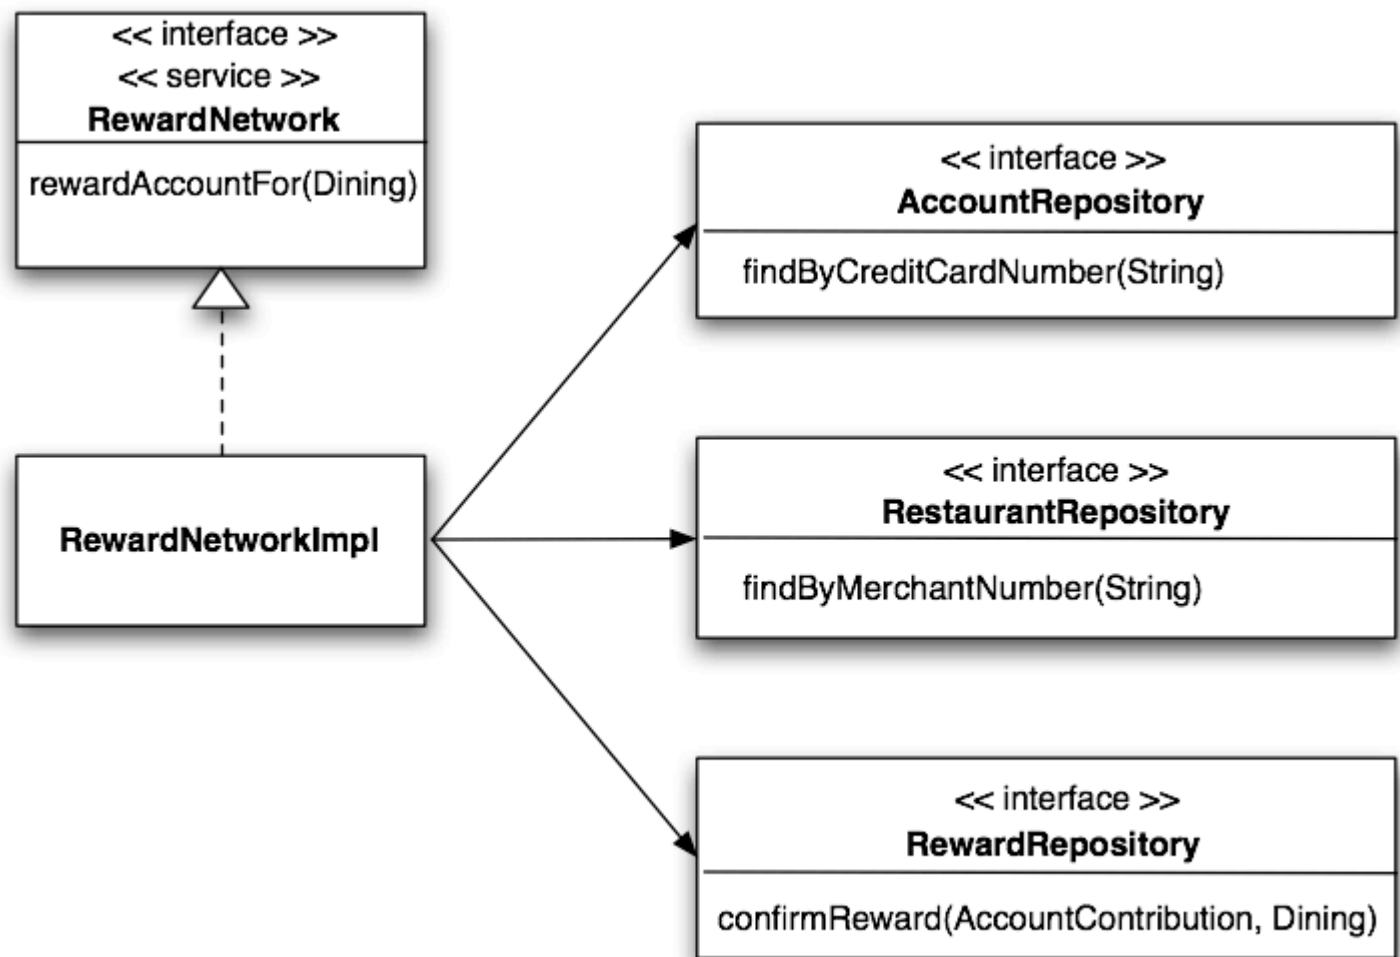 << interface >>
<< service >>
RewardNetwork
rewardAccountFor(Dining)
RewardNetworkImpl
<< interface >>
AccountRepository
findByCreditCardNumber(String)
<< interface >>
RestaurantRepository
findByMerchantNumber(String)
<< interface >>
RewardRepository
confirmReward(AccountContribution, Dining)